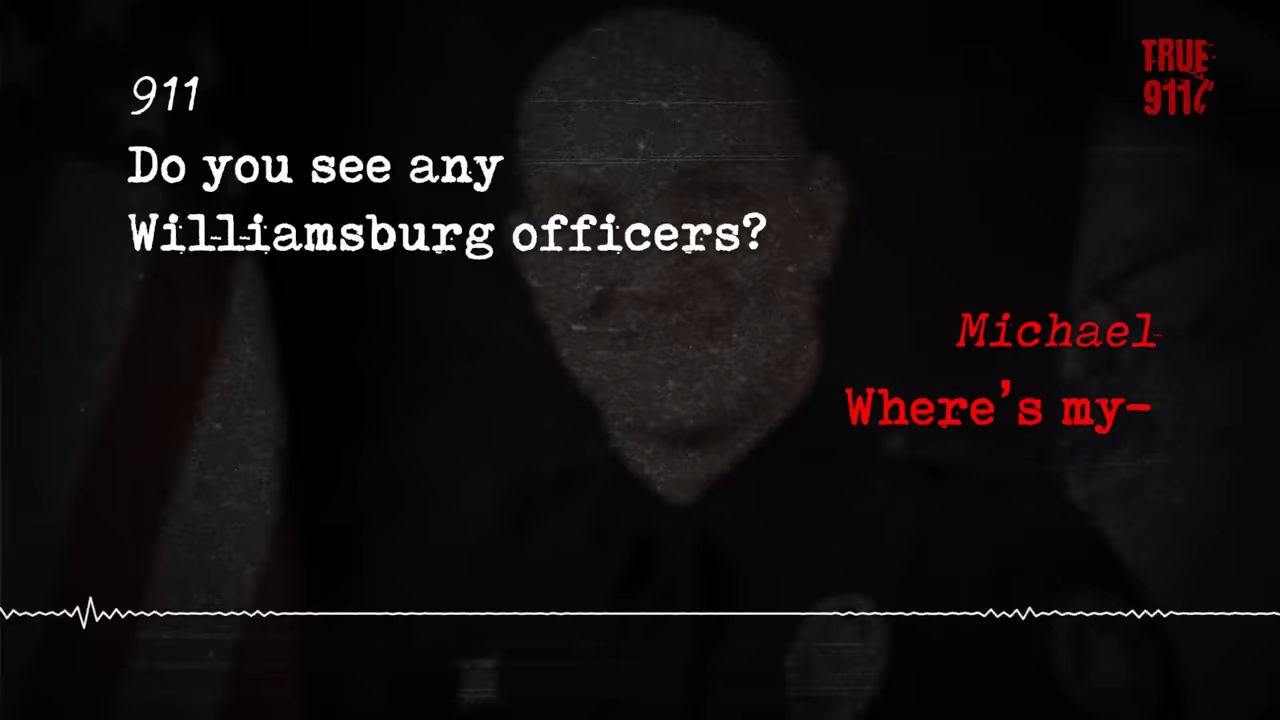 911
TRUE
911
Do you see any
Williamsburg officers?
Michael
Where's my-